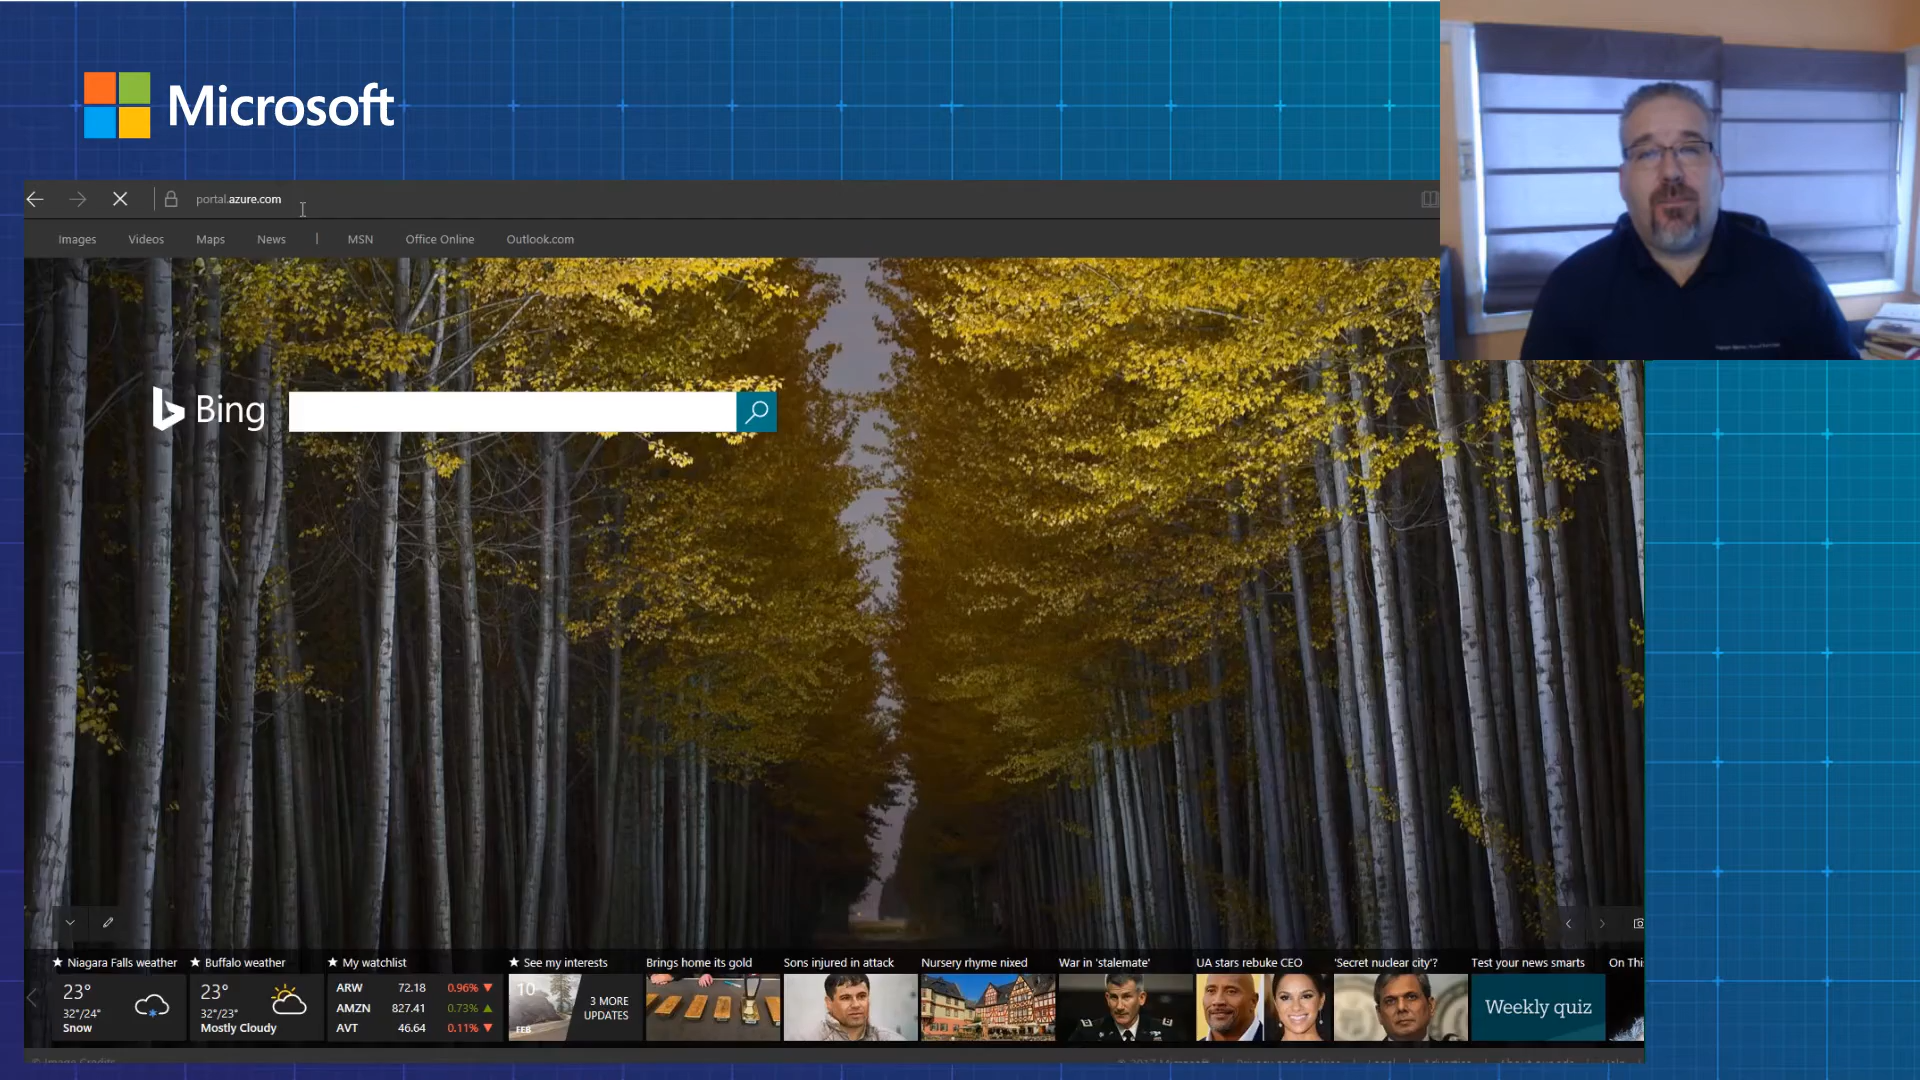 Microsoft
portal.azure.com
Images Videos Maps News | MSN Office Online Outlook.com
Bing
Niagara Falls weather
23°
32°/24°
Snow
Buffalo weather
23°
32°/23°
Mostly Cloudy
My watchlist
ARW 72.18 0.96%
AMZN 827.41 0.73%
AVT 46.64 0.11%
See my interests
10
FEB
3 MORE
UPDATES
Brings home its gold
Sons injured in attack
Nursery rhyme nixed
War in 'stalemate'
UA stars rebuke CEO
'Secret nuclear city'?
Test your news smarts
Weekly quiz
On Thi